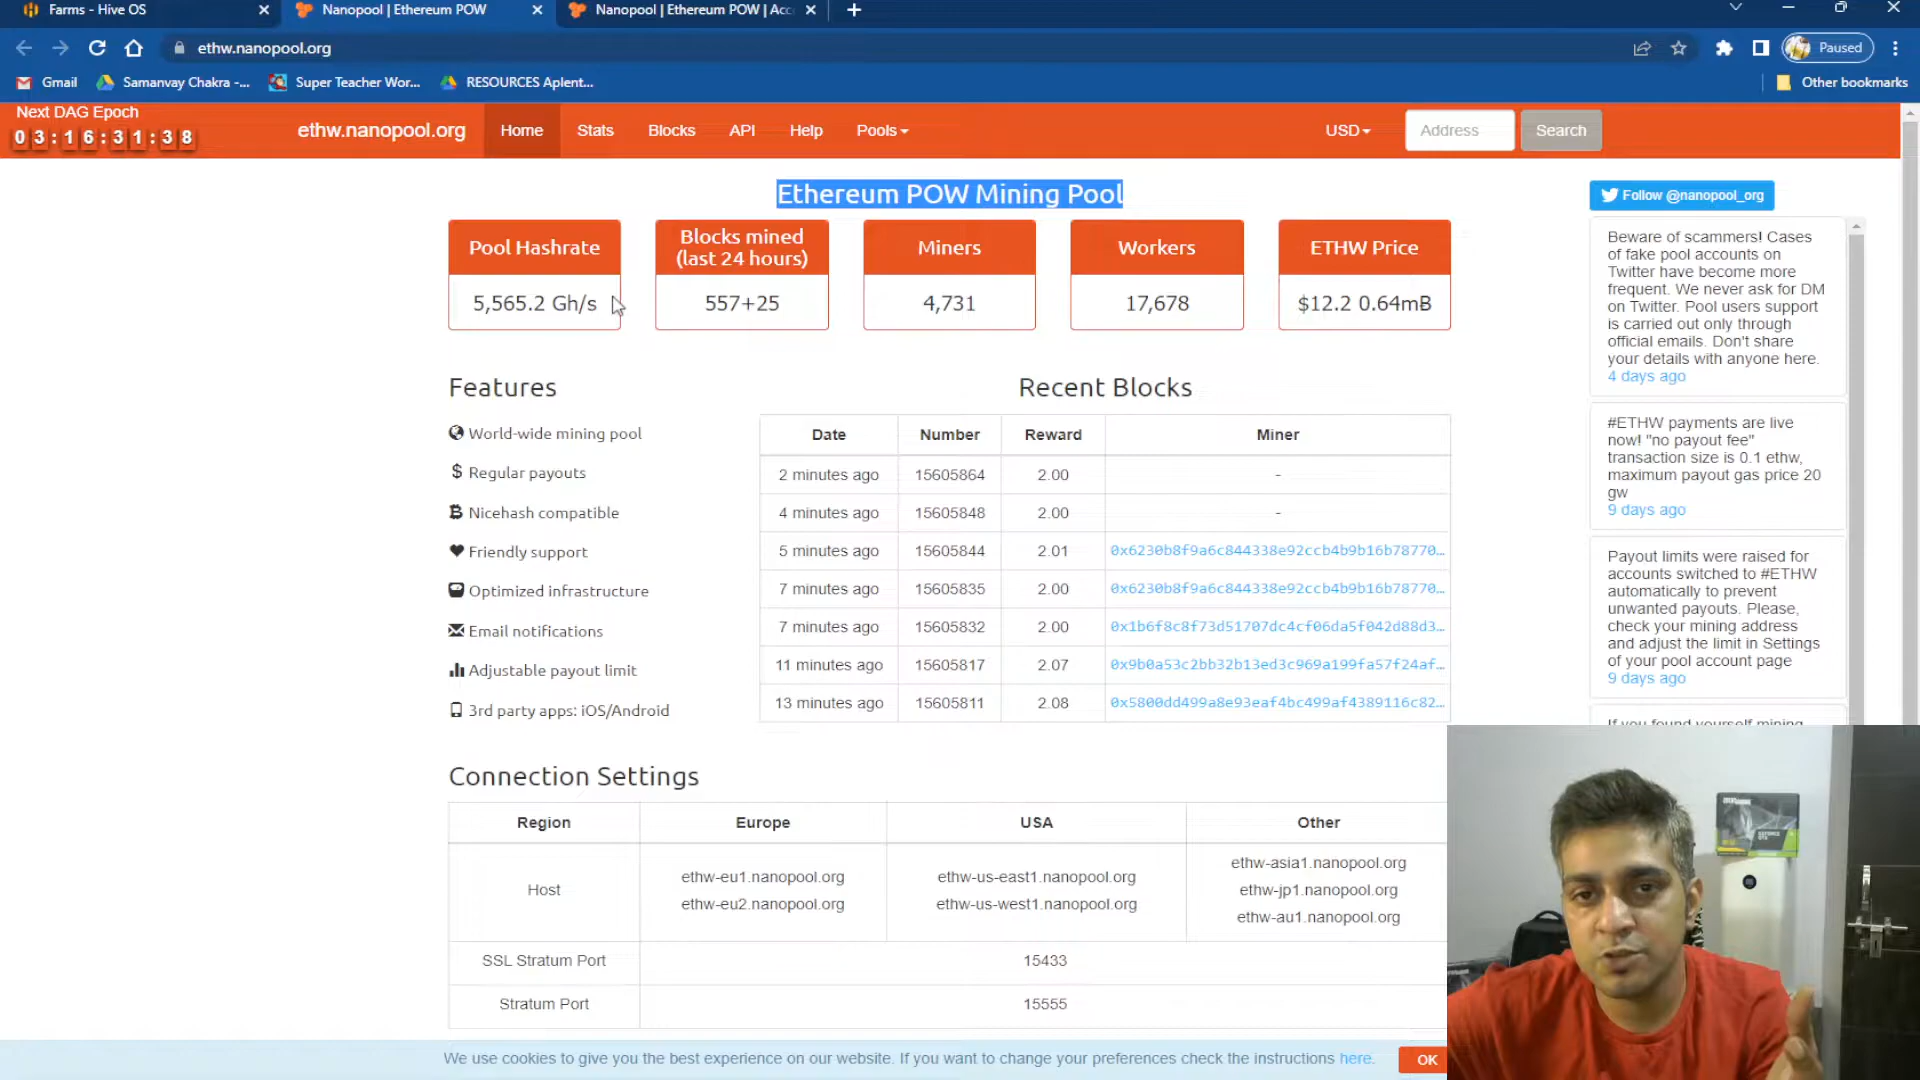 Farms - Hive OS
Nanopool | Ethereum POW
Nanopool | Ethereum POW | Acc
ethw.nanopool.org
Paused
Gmail
Samanvay Chakra -...
Super Teacher Wor...
RESOURCES Aplent...
Other bookmarks
Next DAG Epoch
03:16:31:38
ethw.nanopool.org
Home
Stats
Blocks
API
Help
Pools
USD
Address
Search
Ethereum POW Mining Pool
Pool Hashrate
5,565.2 Gh/s
Blocks mined
(last 24 hours)
557+25
Miners
4,731
Workers
17,678
ETHW Price
$12.2 0.64mB
Follow @nanopool_org
Beware of scammers! Cases
of fake pool accounts on
Twitter have become more
frequent. We never ask for DM
on Twitter. Pool users support
is carried out only through
official emails. Don't share
your details with anyone here.
4 days ago
#ETHW payments are live
now! "no payout fee"
transaction size is 0.1 ethw,
maximum payout gas price 20
gw
9 days ago
Payout limits were raised for
accounts switched to #ETHW
automatically to prevent
unwanted payouts. Please,
check your mining address
and adjust the limit in Settings
of your pool account page
9 days ago
If you found yourself mining
Features
World-wide mining pool
Regular payouts
Nicehash compatible
Friendly support
Optimized infrastructure
Email notifications
Adjustable payout limit
3rd party apps: iOS/Android
Recent Blocks
Date Number Reward Miner
2 minutes ago 15605864 2.00 -
4 minutes ago 15605848 2.00 -
5 minutes ago 15605844 2.01 0x6230b8f9a6c844338e92ccb4b9b16b78770...
7 minutes ago 15605835 2.00 0x6230b8f9a6c844338e92ccb4b9b16b78770...
7 minutes ago 15605832 2.00 0x1b6f8c8f73d51707dc4cf06da5f042d88d3...
11 minutes ago 15605817 2.07 0x9b0a53c2bb32b13ed3c969a199fa57f24af...
13 minutes ago 15605811 2.08 0x5800dd499a8e93eaf4bc499af4389116c82...
Connection Settings
Region Europe USA Other
Host
ethw-eu1.nanopool.org
ethw-eu2.nanopool.org
ethw-us-east1.nanopool.org
ethw-us-west1.nanopool.org
ethw-asia1.nanopool.org
ethw-jp1.nanopool.org
ethw-au1.nanopool.org
SSL Stratum Port 15433
Stratum Port 15555
We use cookies to give you the best experience on our website. If you want to change your preferences check the instructions here.
OK